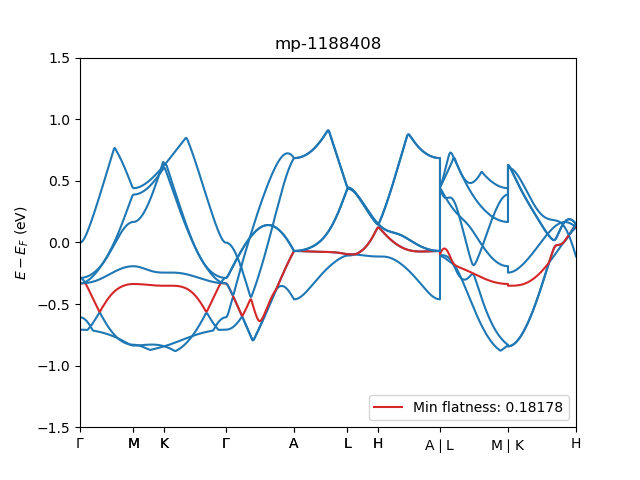 mp-1188408
1.5
1.0
0.5
0.0
−0.5
−1.0
−1.5
E − E_F (eV)
Min flatness: 0.18178
Γ M K Γ A L H A | L M | K H